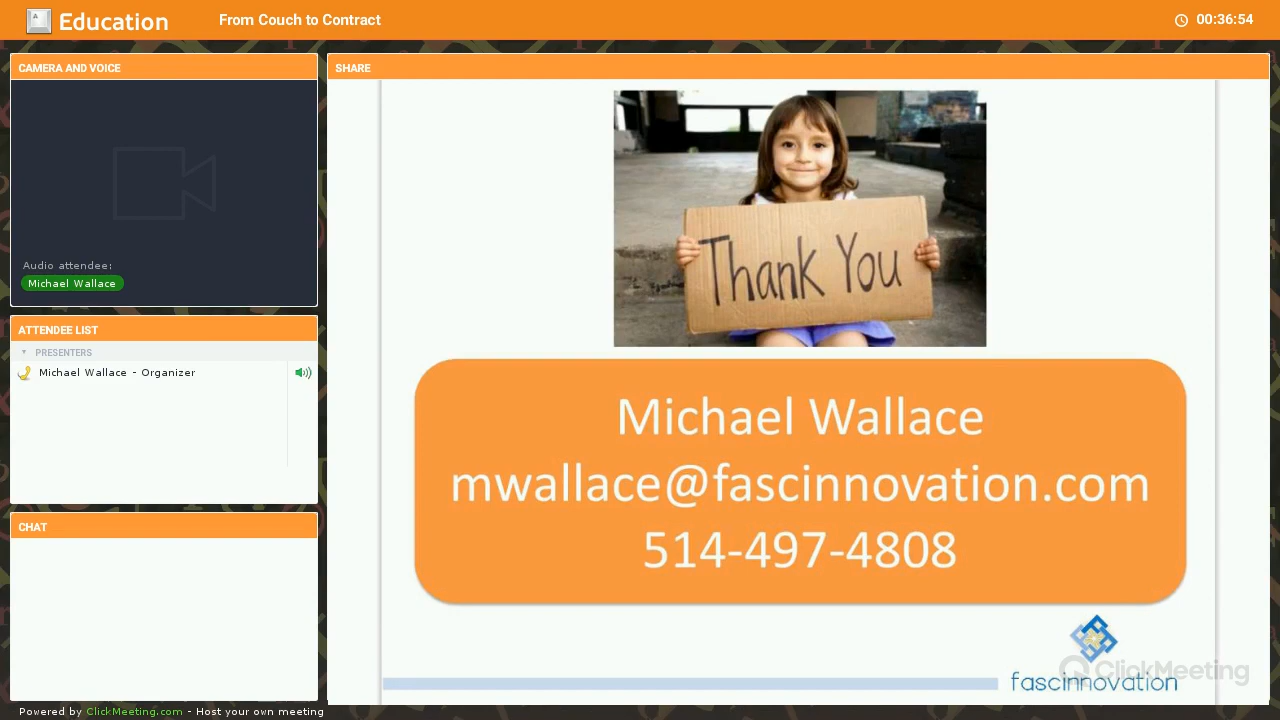 Education
From Couch to Contract
00:36:54
CAMERA AND VOICE
Audio attendee:
Michael Wallace
ATTENDEE LIST
PRESENTERS
Michael Wallace - Organizer
CHAT
Powered by ClickMeeting.com - Host your own meeting
SHARE
Thank You
Michael Wallace
mwallace@fascinnovation.com
514-497-4808
ClickMeeting
fascinnovation